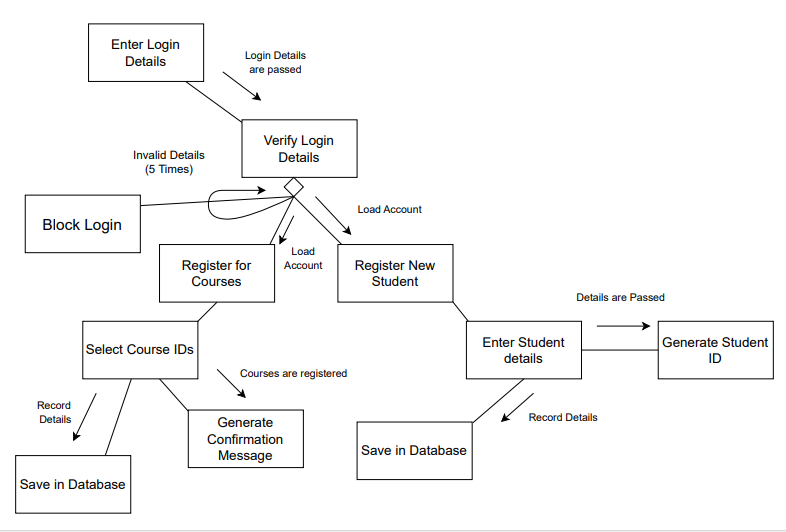 Enter Login
Details
Login Details
are passed
Verify Login
Details
Invalid Details
(5 Times)
Block Login
Load Account
Load
Account
Register for
Courses
Register New
Student
Details are Passed
Select Course IDs
Enter Student
details
Generate Student
ID
Courses are registered
Record
Details
Generate
Confirmation
Message
Record Details
Save in Database
Save in Database